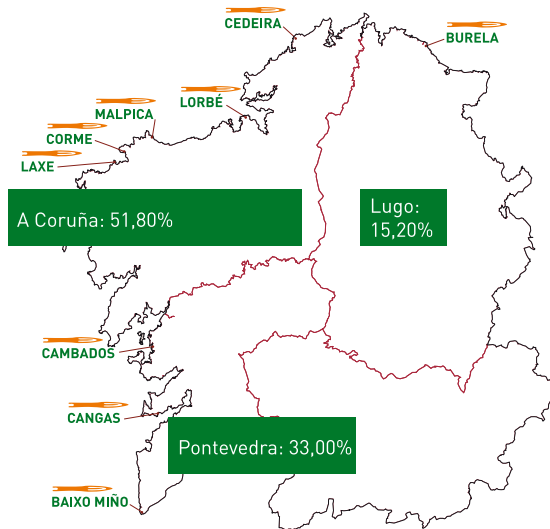 CEDEIRA
BURELA
LORBÉ
MALPICA
CORME
LAXE
A Coruña: 51,80%
Lugo:
15,20%
CAMBADOS
CANGAS
Pontevedra: 33,00%
BAIXO MIÑO